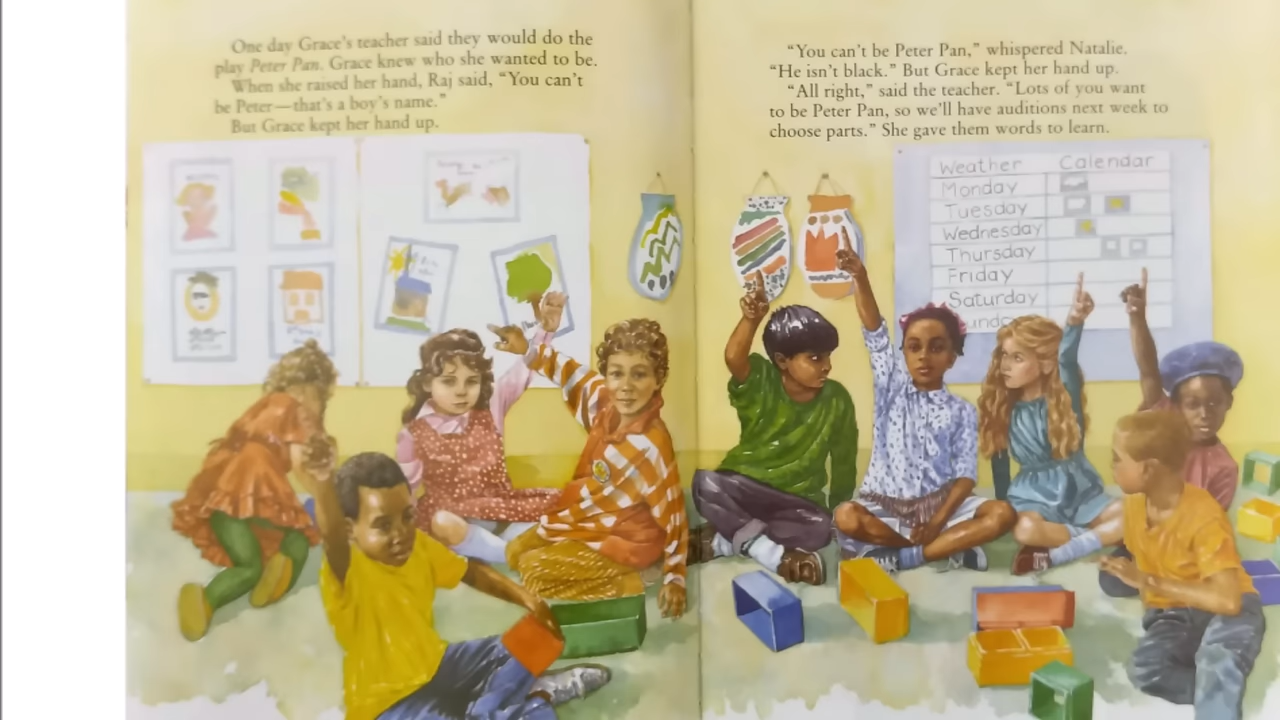 One day Grace's teacher said they would do the
play Peter Pan. Grace knew who she wanted to be.
When she raised her hand, Raj said, "You can't
be Peter—that's a boy's name."
But Grace kept her hand up.
"You can't be Peter Pan," whispered Natalie.
"He isn't black." But Grace kept her hand up.
"All right," said the teacher. "Lots of you want
to be Peter Pan, so we'll have auditions next week to
choose parts." She gave them words to learn.
Weather Calendar
Monday
Tuesday
Wednesday
Thursday
Friday
Saturday